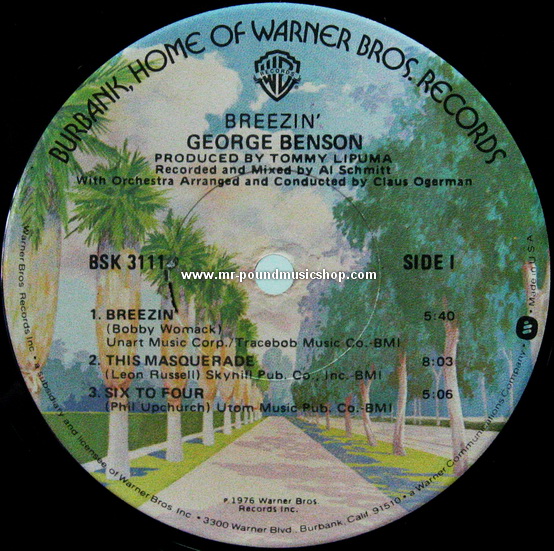 BURBANK, HOME OF WARNER BROS. RECORDS
WB
RECORDS
BREEZIN'
GEORGE BENSON
PRODUCED BY TOMMY LIPUMA
Recorded and Mixed by Al Schmitt
With Orchestra Arranged and Conducted by Claus Ogerman
BSK 3111
SIDE I
www.mr-poundmusicshop.com
1. BREEZIN' 5:40
(Bobby Womack)
Unart Music Corp./Tracebob Music Co.-BMI
2. THIS MASQUERADE 8:03
(Leon Russell) Skyhill Pub. Co., Inc.-BMI
3. SIX TO FOUR 5:06
(Phil Upchurch) Utom Music Pub. Co.-BMI
℗ 1976 Warner Bros.
Records Inc.
Warner Bros. Records Inc. • a subsidiary and licensee of Warner Bros. Inc. • 3300 Warner Blvd., Burbank, Calif. 91510 • a Warner Communications Company • Made in U.S.A.